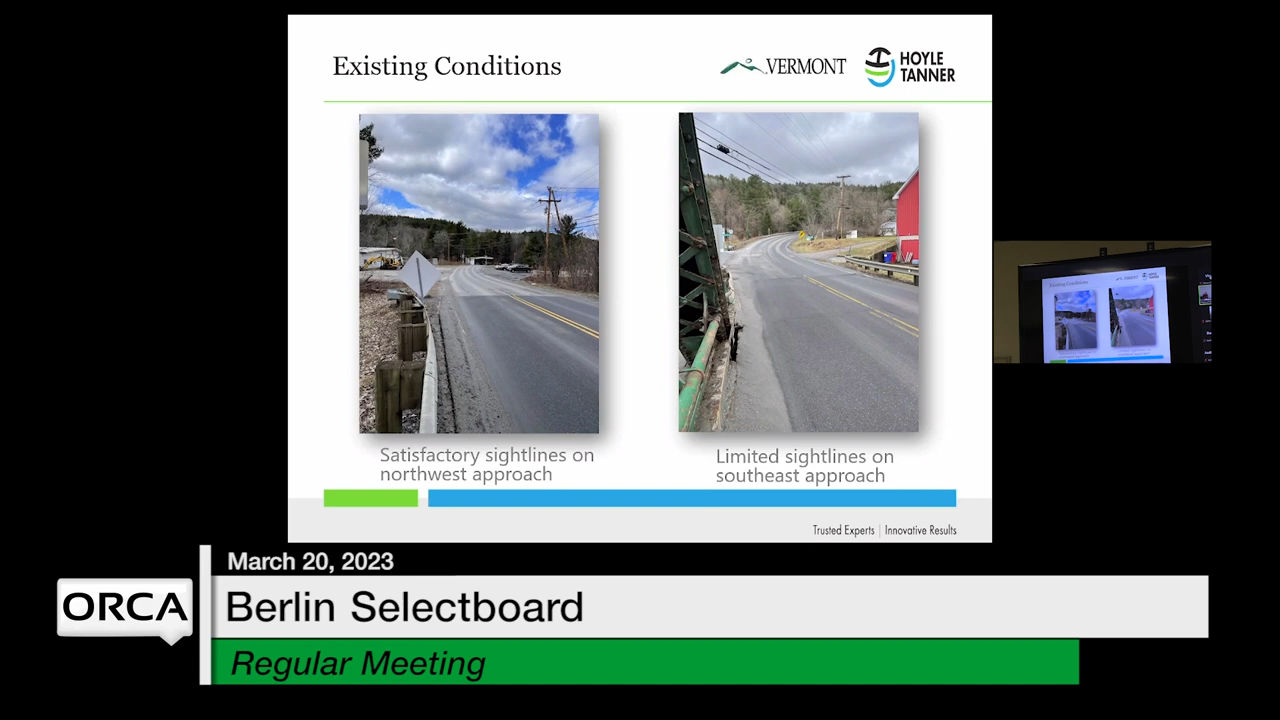 Existing Conditions
VERMONT
HOYLE
TANNER
Satisfactory sightlines on
northwest approach
Limited sightlines on
southeast approach
Trusted Experts | Innovative Results
March 20, 2023
ORCA
Berlin Selectboard
Regular Meeting